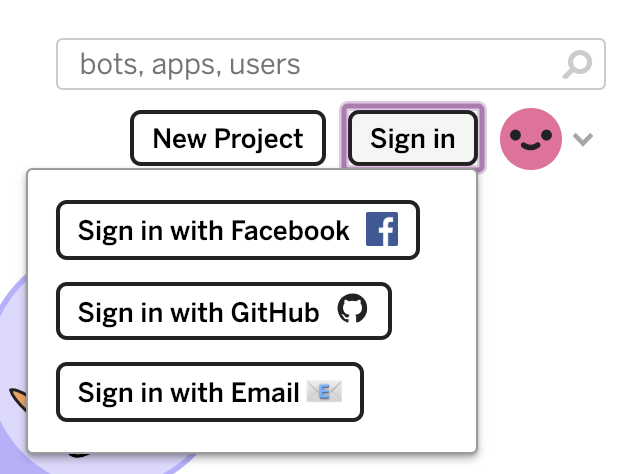 bots, apps, users
New Project
Sign in
Sign in with Facebook
Sign in with GitHub
Sign in with Email